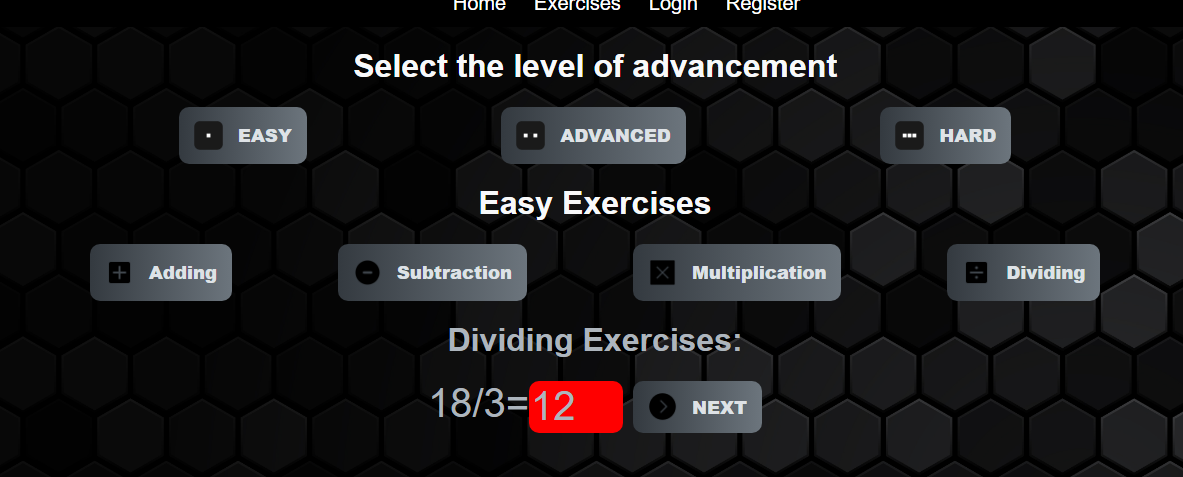 Home Exercises Login Register
Select the level of advancement
EASY ADVANCED HARD
Easy Exercises
Adding Subtraction Multiplication Dividing
Dividing Exercises:
18/3=12 NEXT